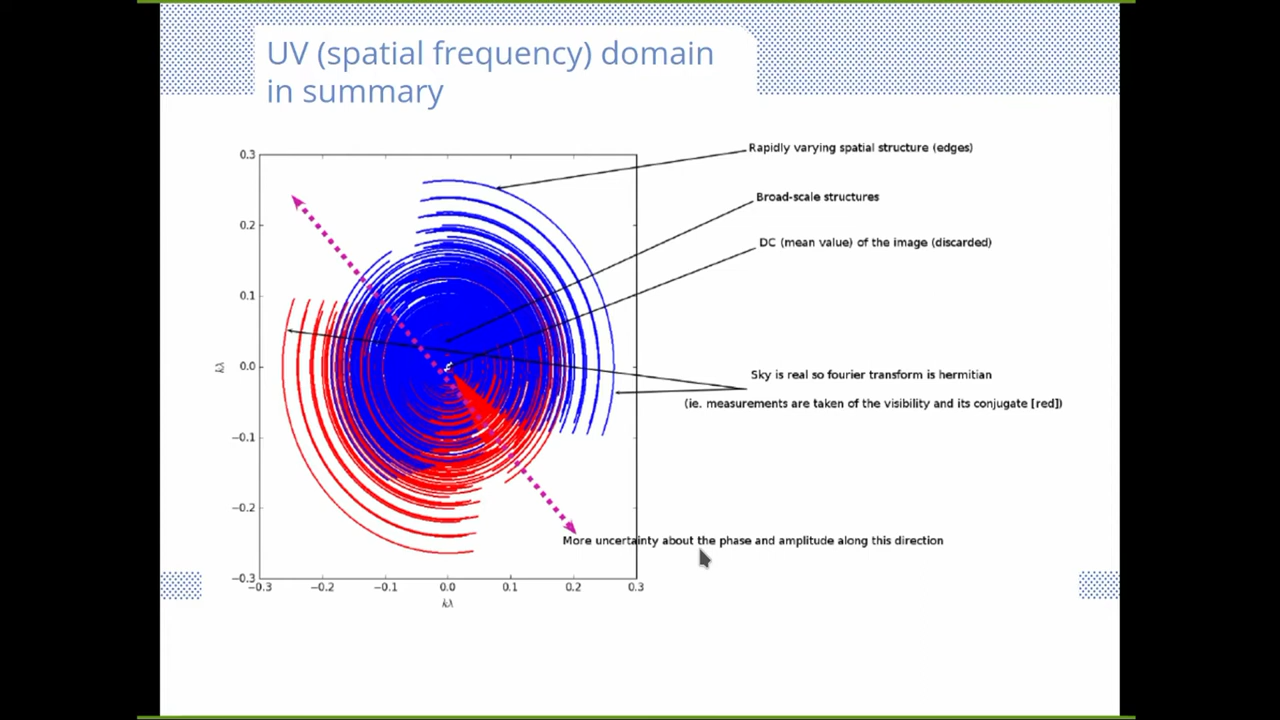 UV (spatial frequency) domain
in summary
Rapidly varying spatial structure (edges)
Broad-scale structures
DC (mean value) of the image (discarded)
Sky is real so fourier transform is hermitian
(ie. measurements are taken of the visibility and its conjugate [red])
More uncertainty about the phase and amplitude along this direction
0.3
0.2
0.1
0.0
−0.1
−0.2
−0.3
kλ
−0.3 −0.2 −0.1 0.0 0.1 0.2 0.3
kλ